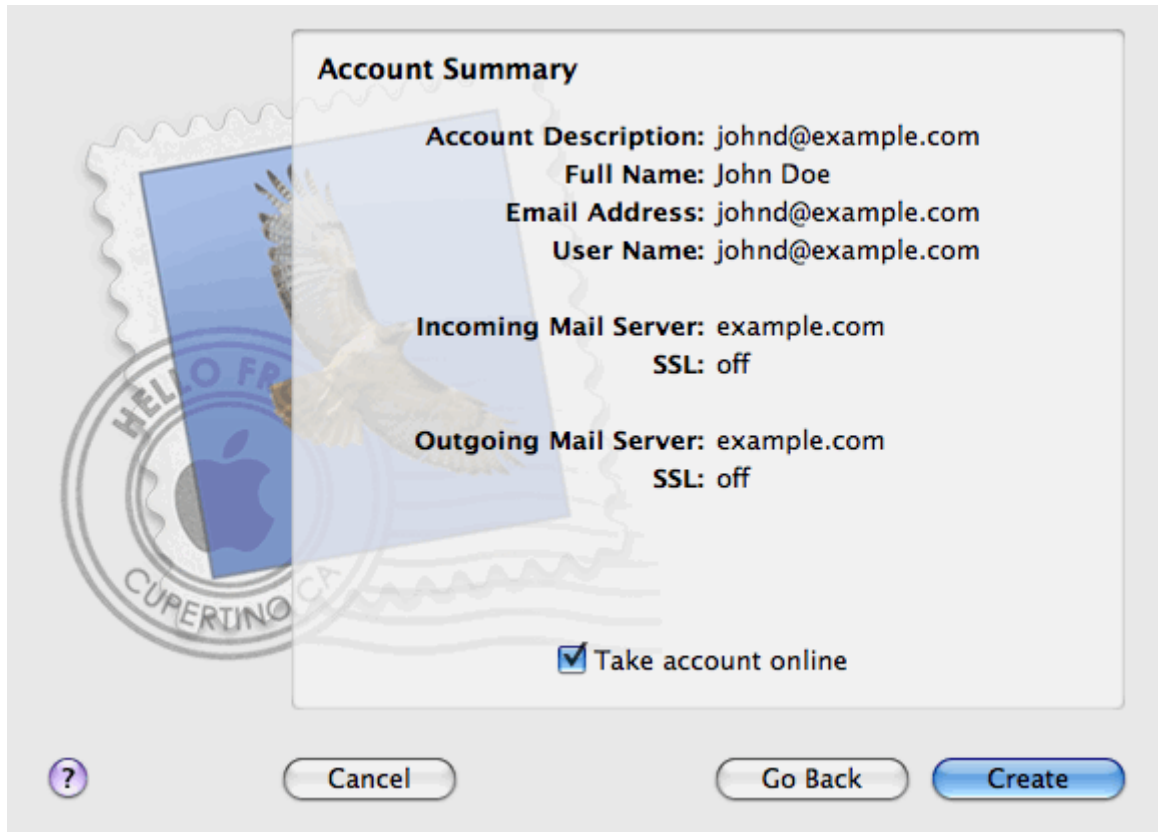 Account Summary
Account Description: johnd@example.com
Full Name: John Doe
Email Address: johnd@example.com
User Name: johnd@example.com
Incoming Mail Server: example.com
SSL: off
Outgoing Mail Server: example.com
SSL: off
HELLO FR
CUPERTINO CA
Take account online
?
Cancel
Go Back
Create